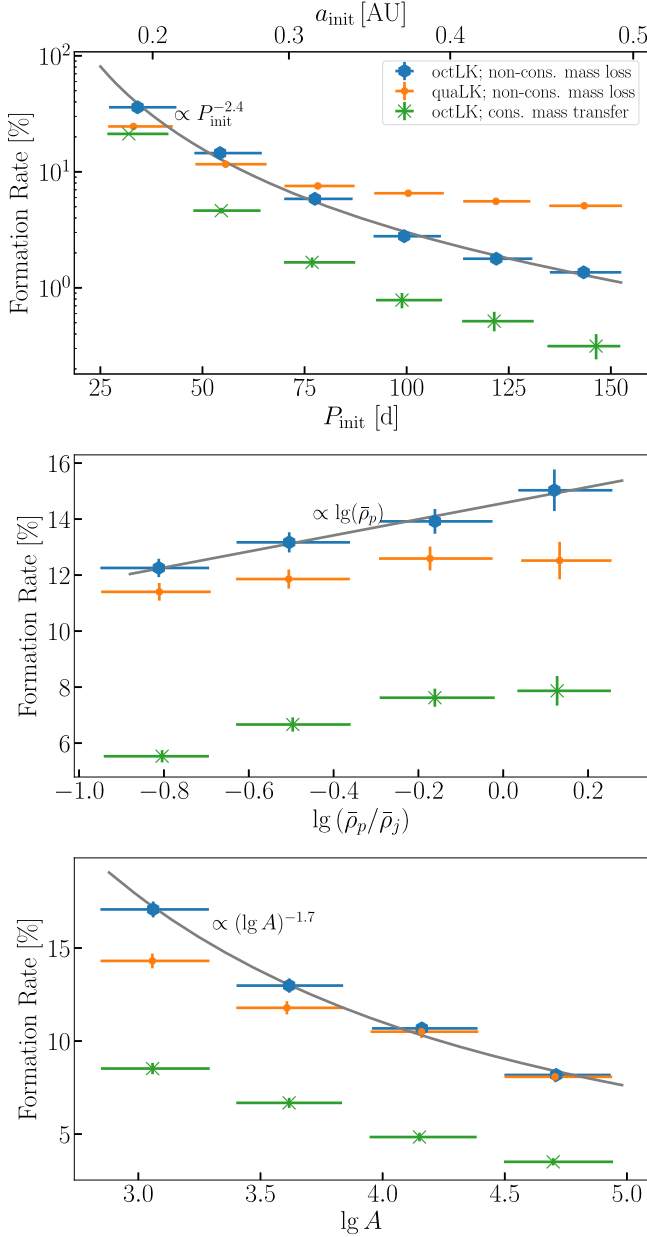 a_init [AU]
0.2 0.3 0.4 0.5
10^2
10^1
10^0
Formation Rate [%]
octLK; non-cons. mass loss
quaLK; non-cons. mass loss
octLK; cons. mass transfer
∝ P_init^−2.4
25 50 75 100 125 150
P_init [d]
16
14
12
10
8
6
Formation Rate [%]
∝ lg(ρ̄_p)
−1.0 −0.8 −0.6 −0.4 −0.2 0.0 0.2
lg (ρ̄_p/ρ̄_j)
15
10
5
Formation Rate [%]
∝ (lg A)^−1.7
3.0 3.5 4.0 4.5 5.0
lg A